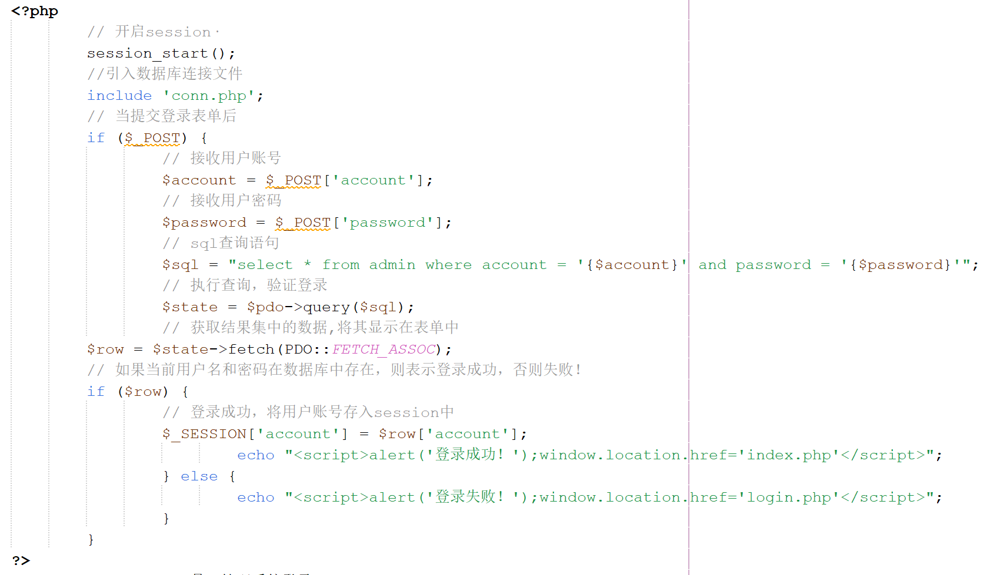 <?php
// 开启session·
session_start();
//引入数据库连接文件
include 'conn.php';
// 当提交登录表单后
if ($_POST) {
// 接收用户账号
$account = $_POST['account'];
// 接收用户密码
$password = $_POST['password'];
// sql查询语句
$sql = "select * from admin where account = '{$account}' and password = '{$password}'";
// 执行查询，验证登录
$state = $pdo->query($sql);
// 获取结果集中的数据,将其显示在表单中
$row = $state->fetch(PDO::FETCH_ASSOC);
// 如果当前用户名和密码在数据库中存在，则表示登录成功，否则失败！
if ($row) {
// 登录成功，将用户账号存入session中
$_SESSION['account'] = $row['account'];
echo "<script>alert('登录成功！');window.location.href='index.php'</script>";
} else {
echo "<script>alert('登录失败！');window.location.href='login.php'</script>";
}
}
?>